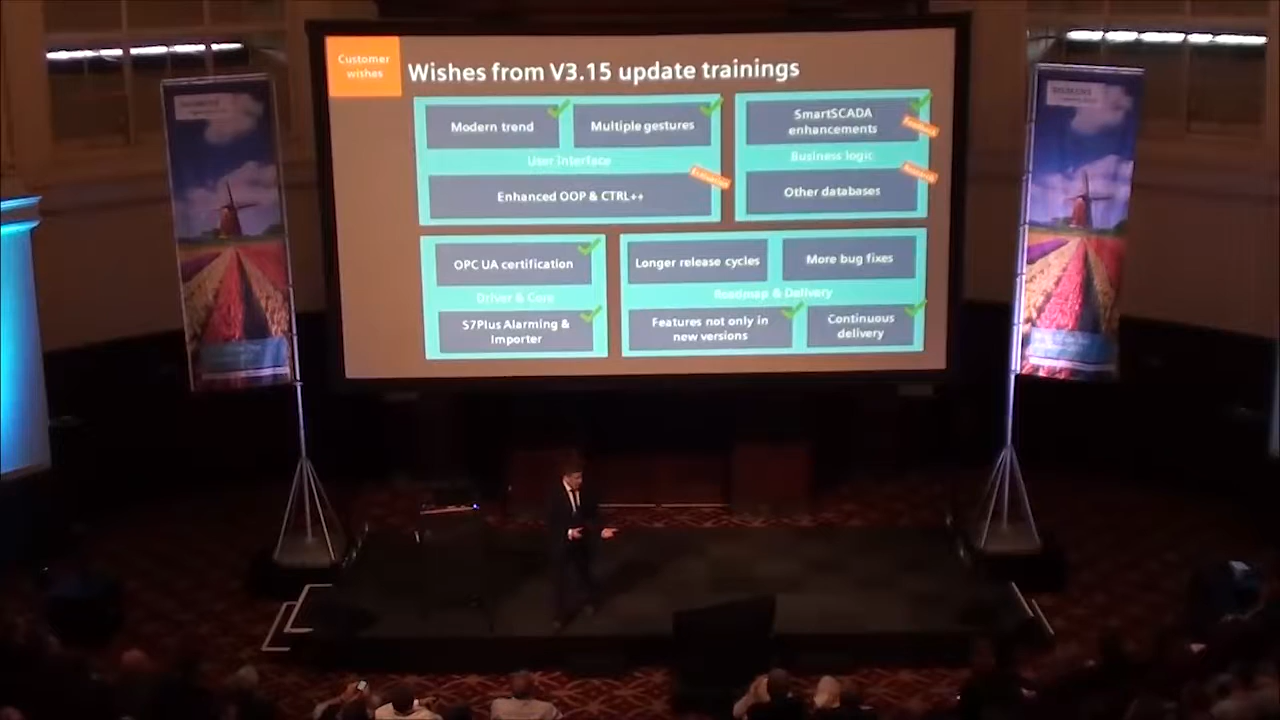 Customer
wishes
Wishes from V3.15 update trainings
Modern trend
Multiple gestures
User Interface
Enhanced OOP & CTRL++
SmartSCADA
enhancements
Business logic
Other databases
OPC UA certification
Driver & Core
S7Plus Alarming &
Importer
Longer release cycles
More bug fixes
Roadmap & Delivery
Features not only in
new versions
Continuous
delivery